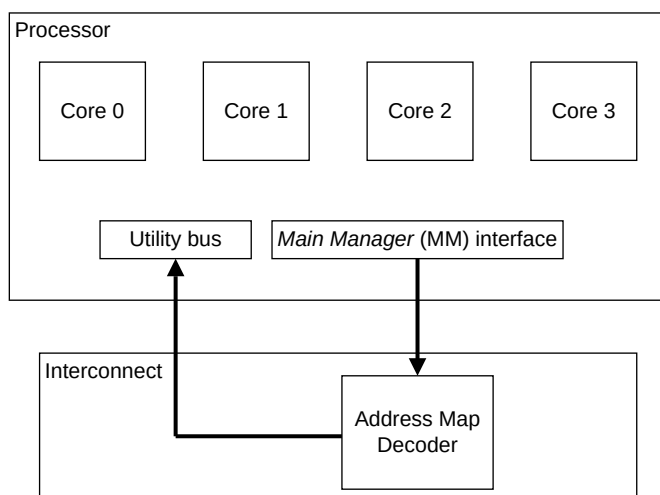 Processor
Core 0
Core 1
Core 2
Core 3
Utility bus
Main Manager (MM) interface
Interconnect
Address Map
Decoder